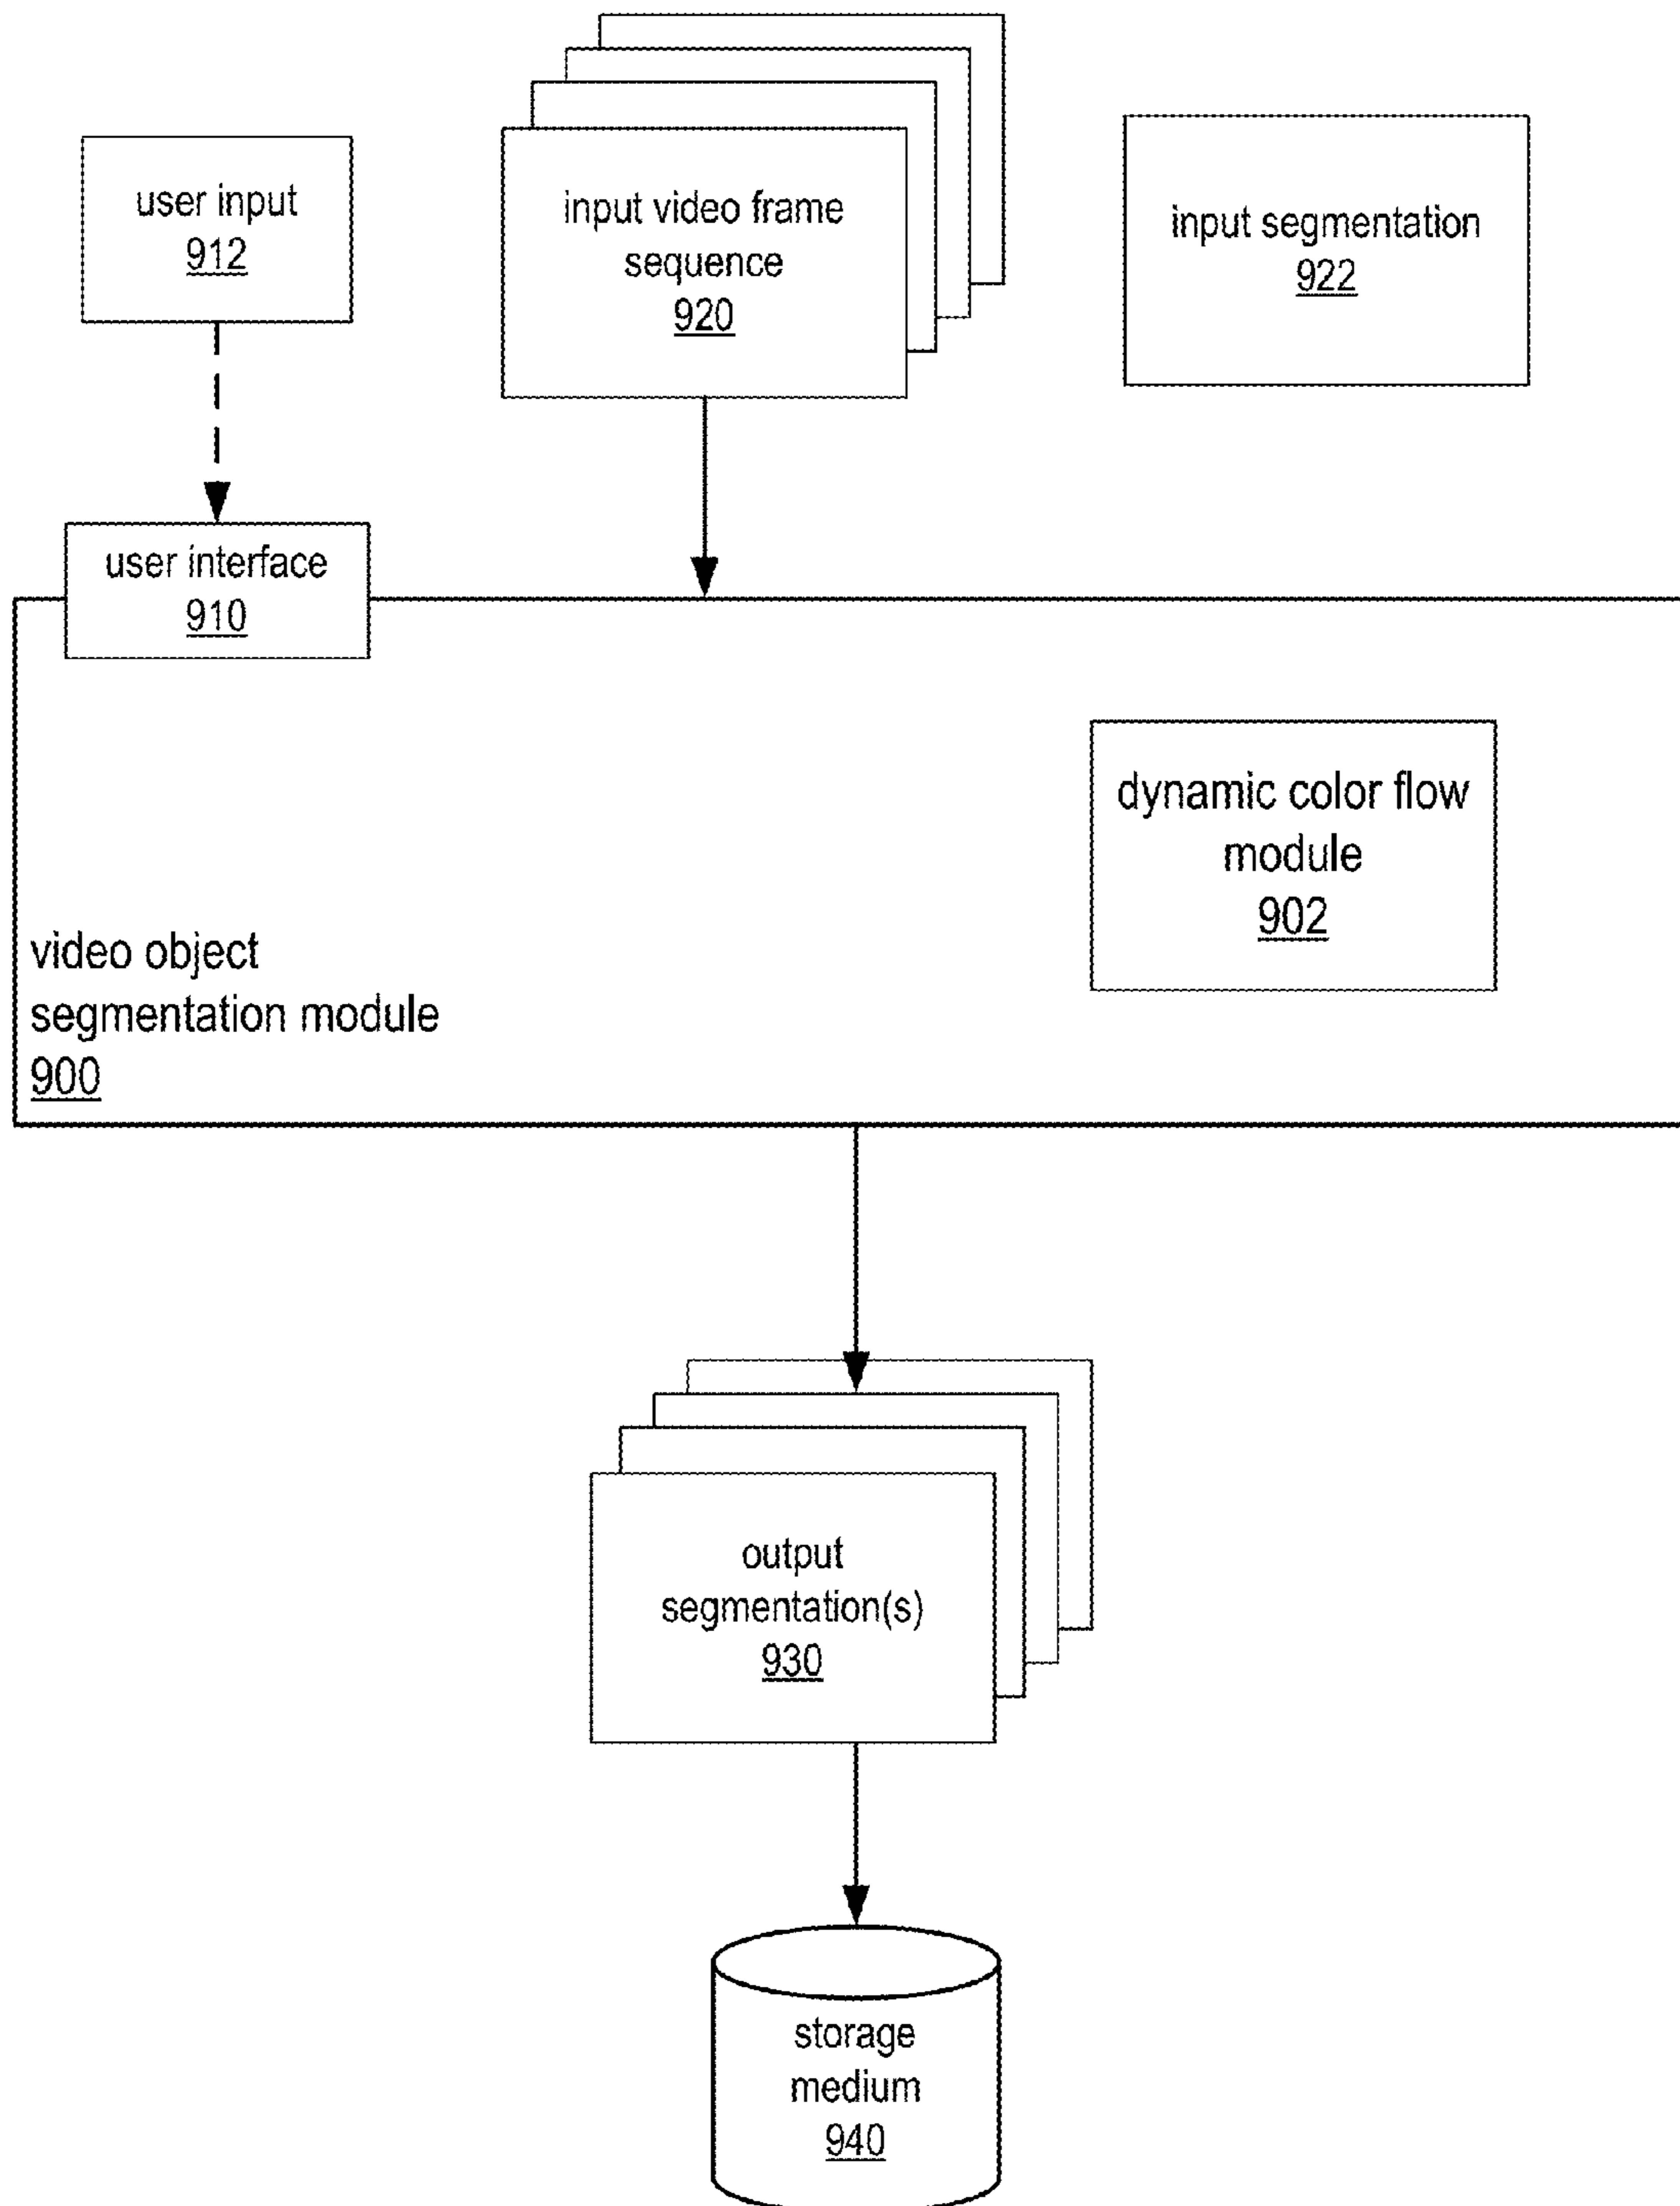 user input
912
input video frame
sequence
920
input segmentation
922
user interface
910
dynamic color flow
module
902
video object
segmentation module
900
output
segmentation(s)
930
storage
medium
940